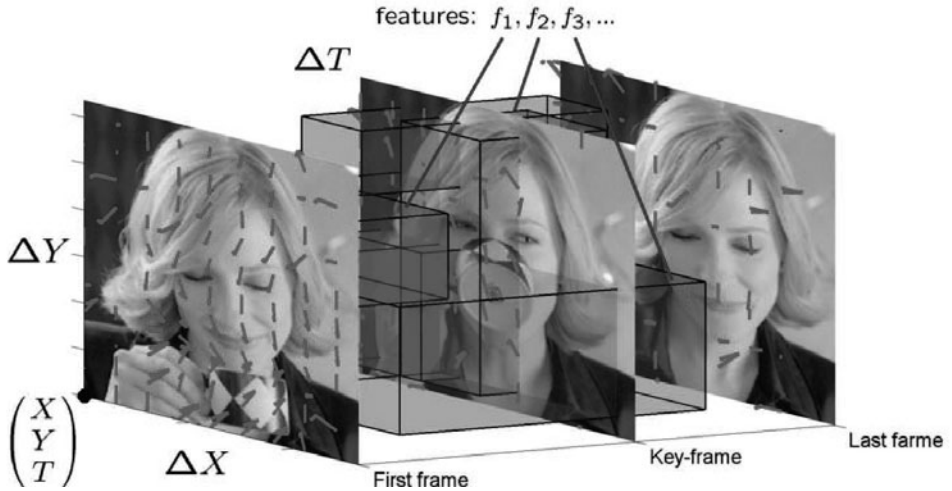 features: f₁, f₂, f₃, ...
ΔT
ΔY
(X
Y
T)
ΔX
First frame
Key-frame
Last farme